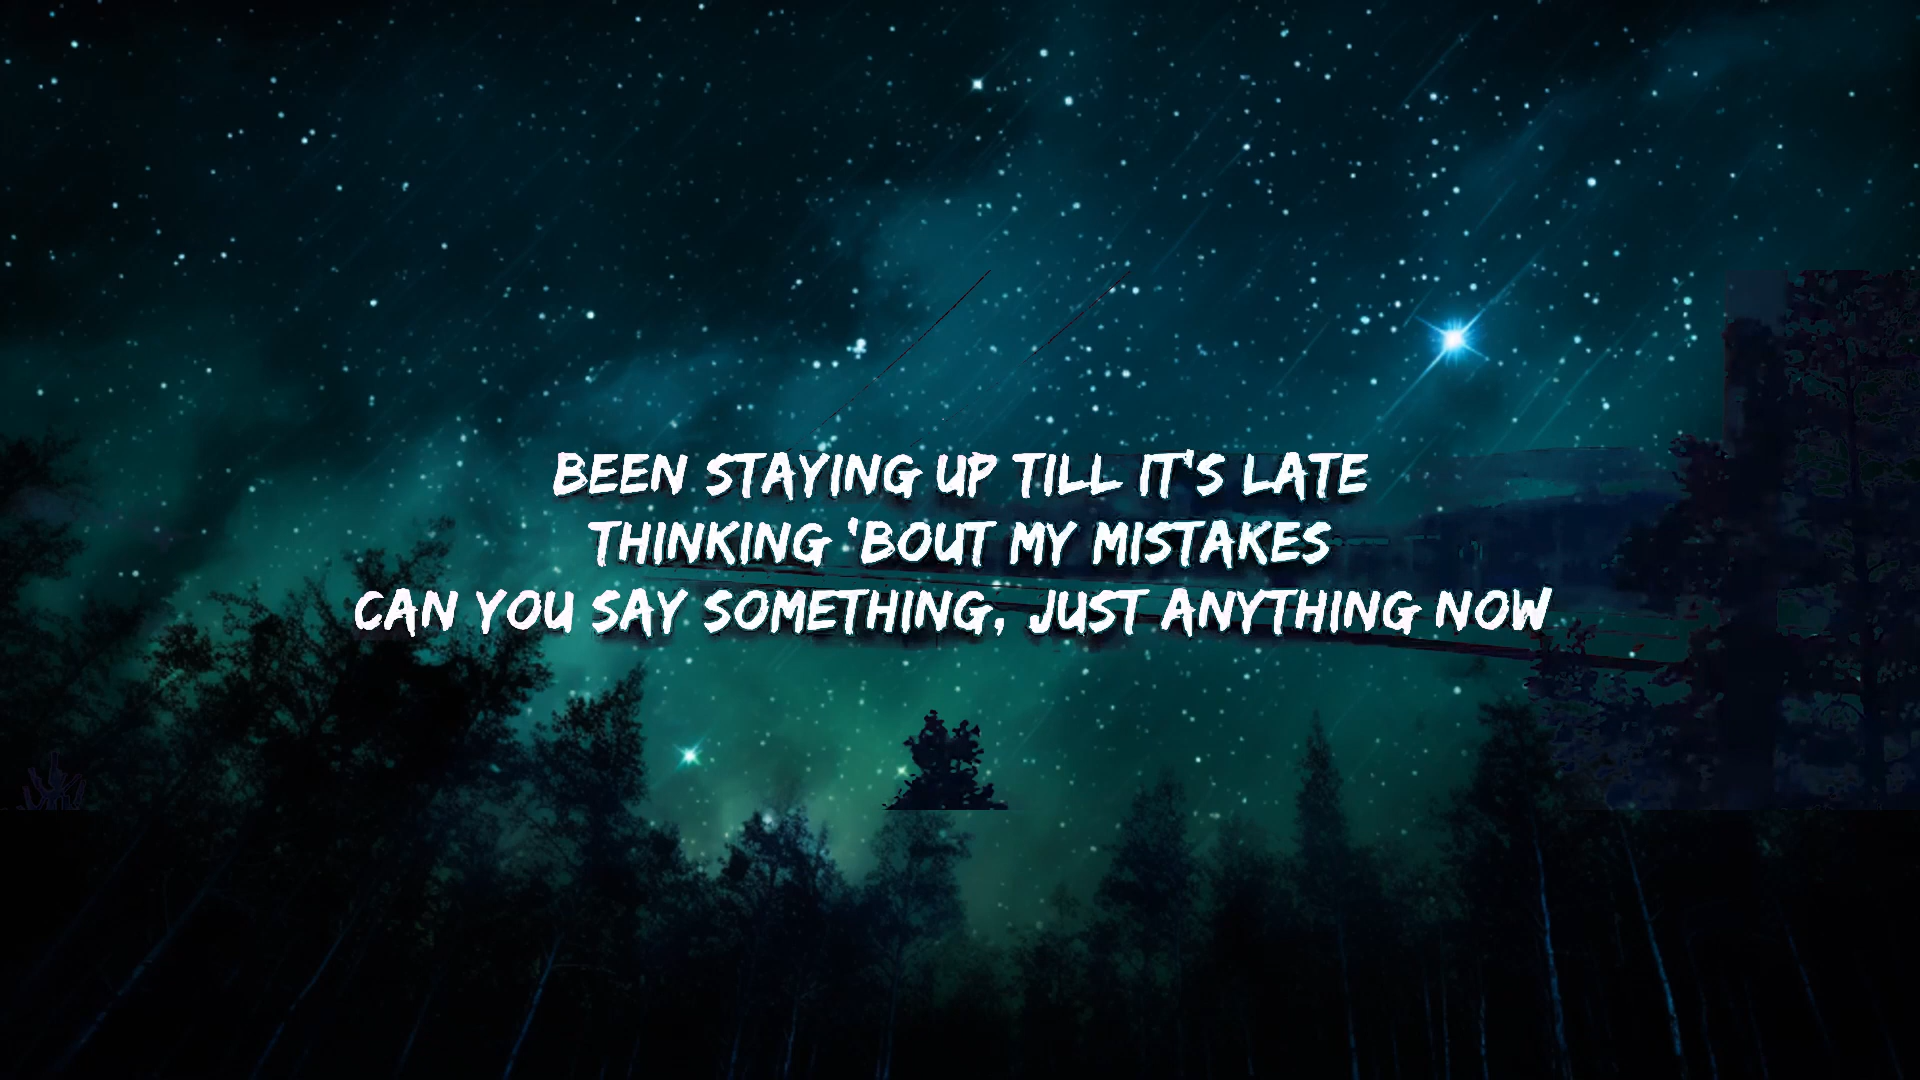 BEEN STAYING UP TILL IT'S LATE
THINKING 'BOUT MY MISTAKES
CAN YOU SAY SOMETHING, JUST ANYTHING NOW